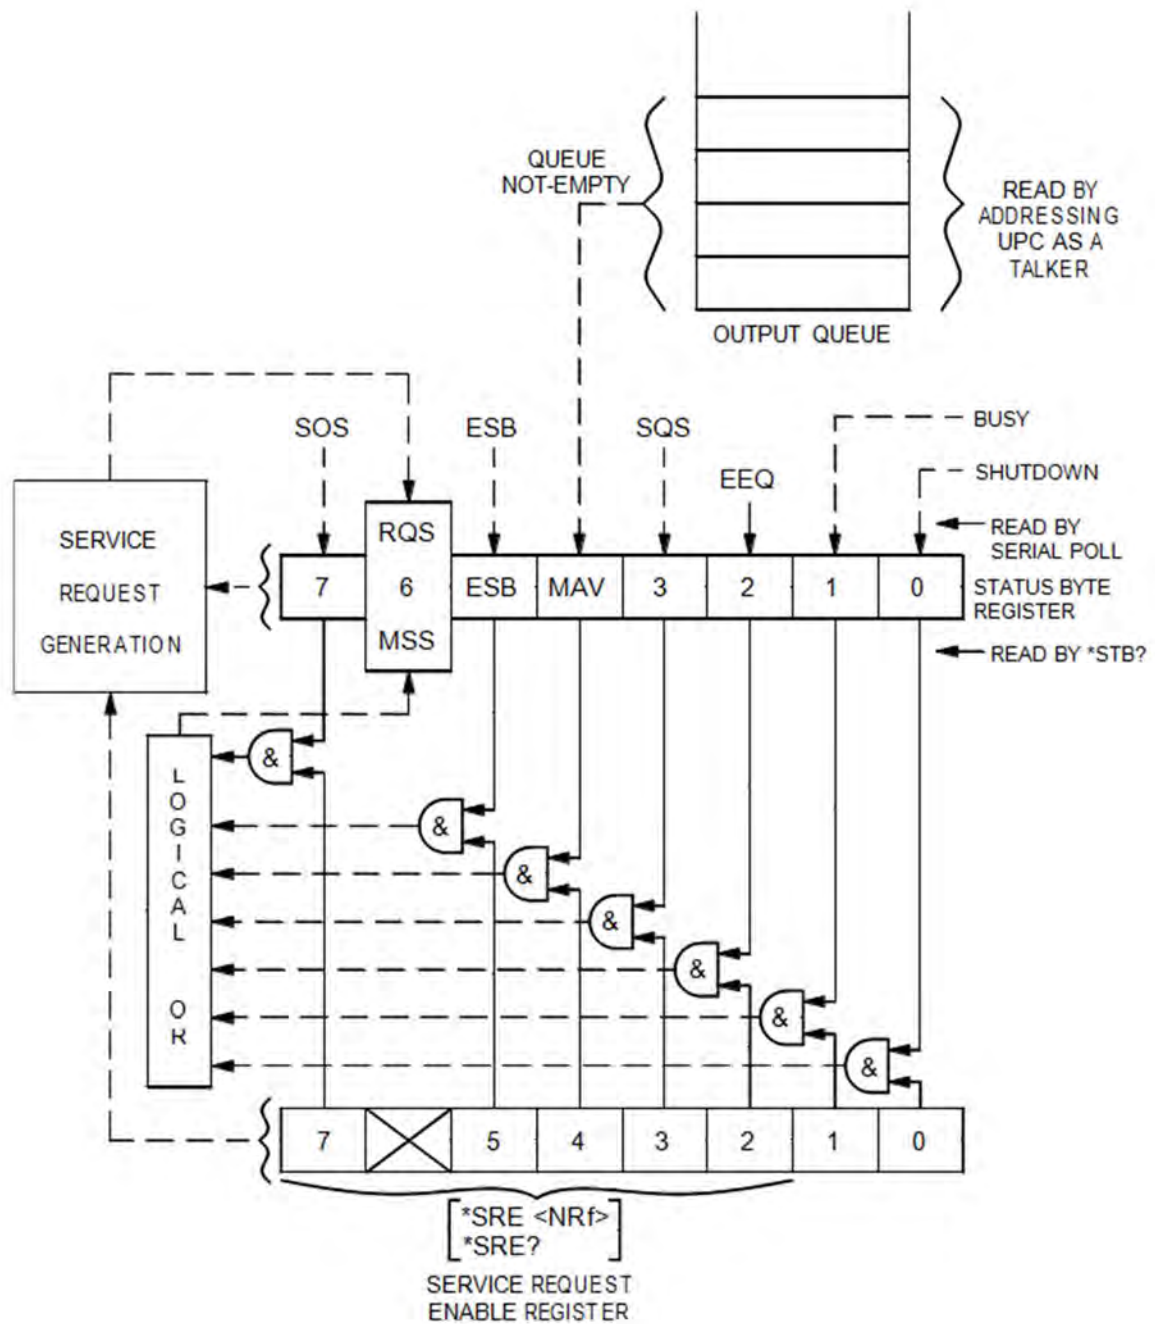 QUEUE
NOT-EMPTY
READ BY
ADDRESSING
UPC AS A
TALKER
OUTPUT QUEUE
SOS
ESB
SQS
EEQ
BUSY
SHUTDOWN
READ BY
SERIAL POLL
SERVICE
REQUEST
GENERATION
RQS
7 6 ESB MAV 3 2 1 0
MSS
STATUS BYTE
REGISTER
READ BY *STB?
LOGICAL OR
&
&
&
&
&
&
&
7 5 4 3 2 1 0
*SRE <NRf>
*SRE?
SERVICE REQUEST
ENABLE REGISTER